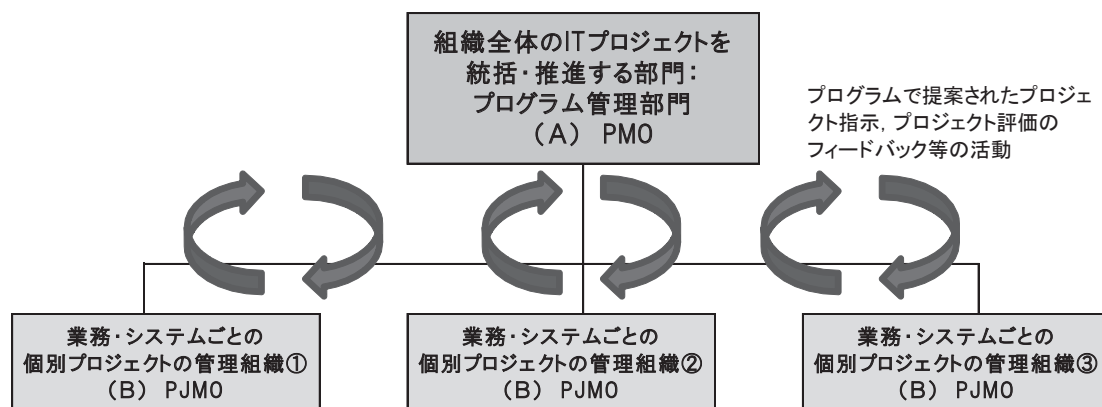 組織全体のITプロジェクトを
統括・推進する部門：
プログラム管理部門
（A） PMO
プログラムで提案されたプロジェ
クト指示，プロジェクト評価の
フィードバック等の活動
業務・システムごとの
個別プロジェクトの管理組織①
（B） PJMO
業務・システムごとの
個別プロジェクトの管理組織②
（B） PJMO
業務・システムごとの
個別プロジェクトの管理組織③
（B） PJMO